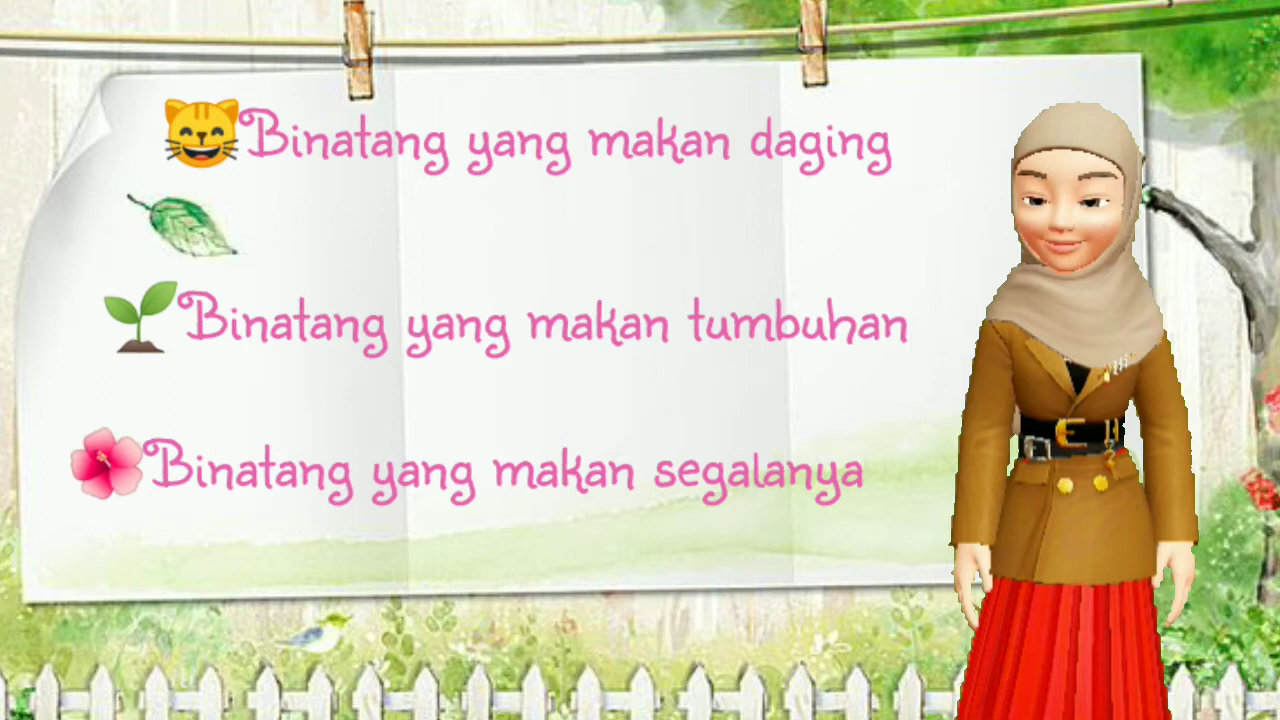 Binatang yang makan daging
Binatang yang makan tumbuhan
Binatang yang makan segalanya